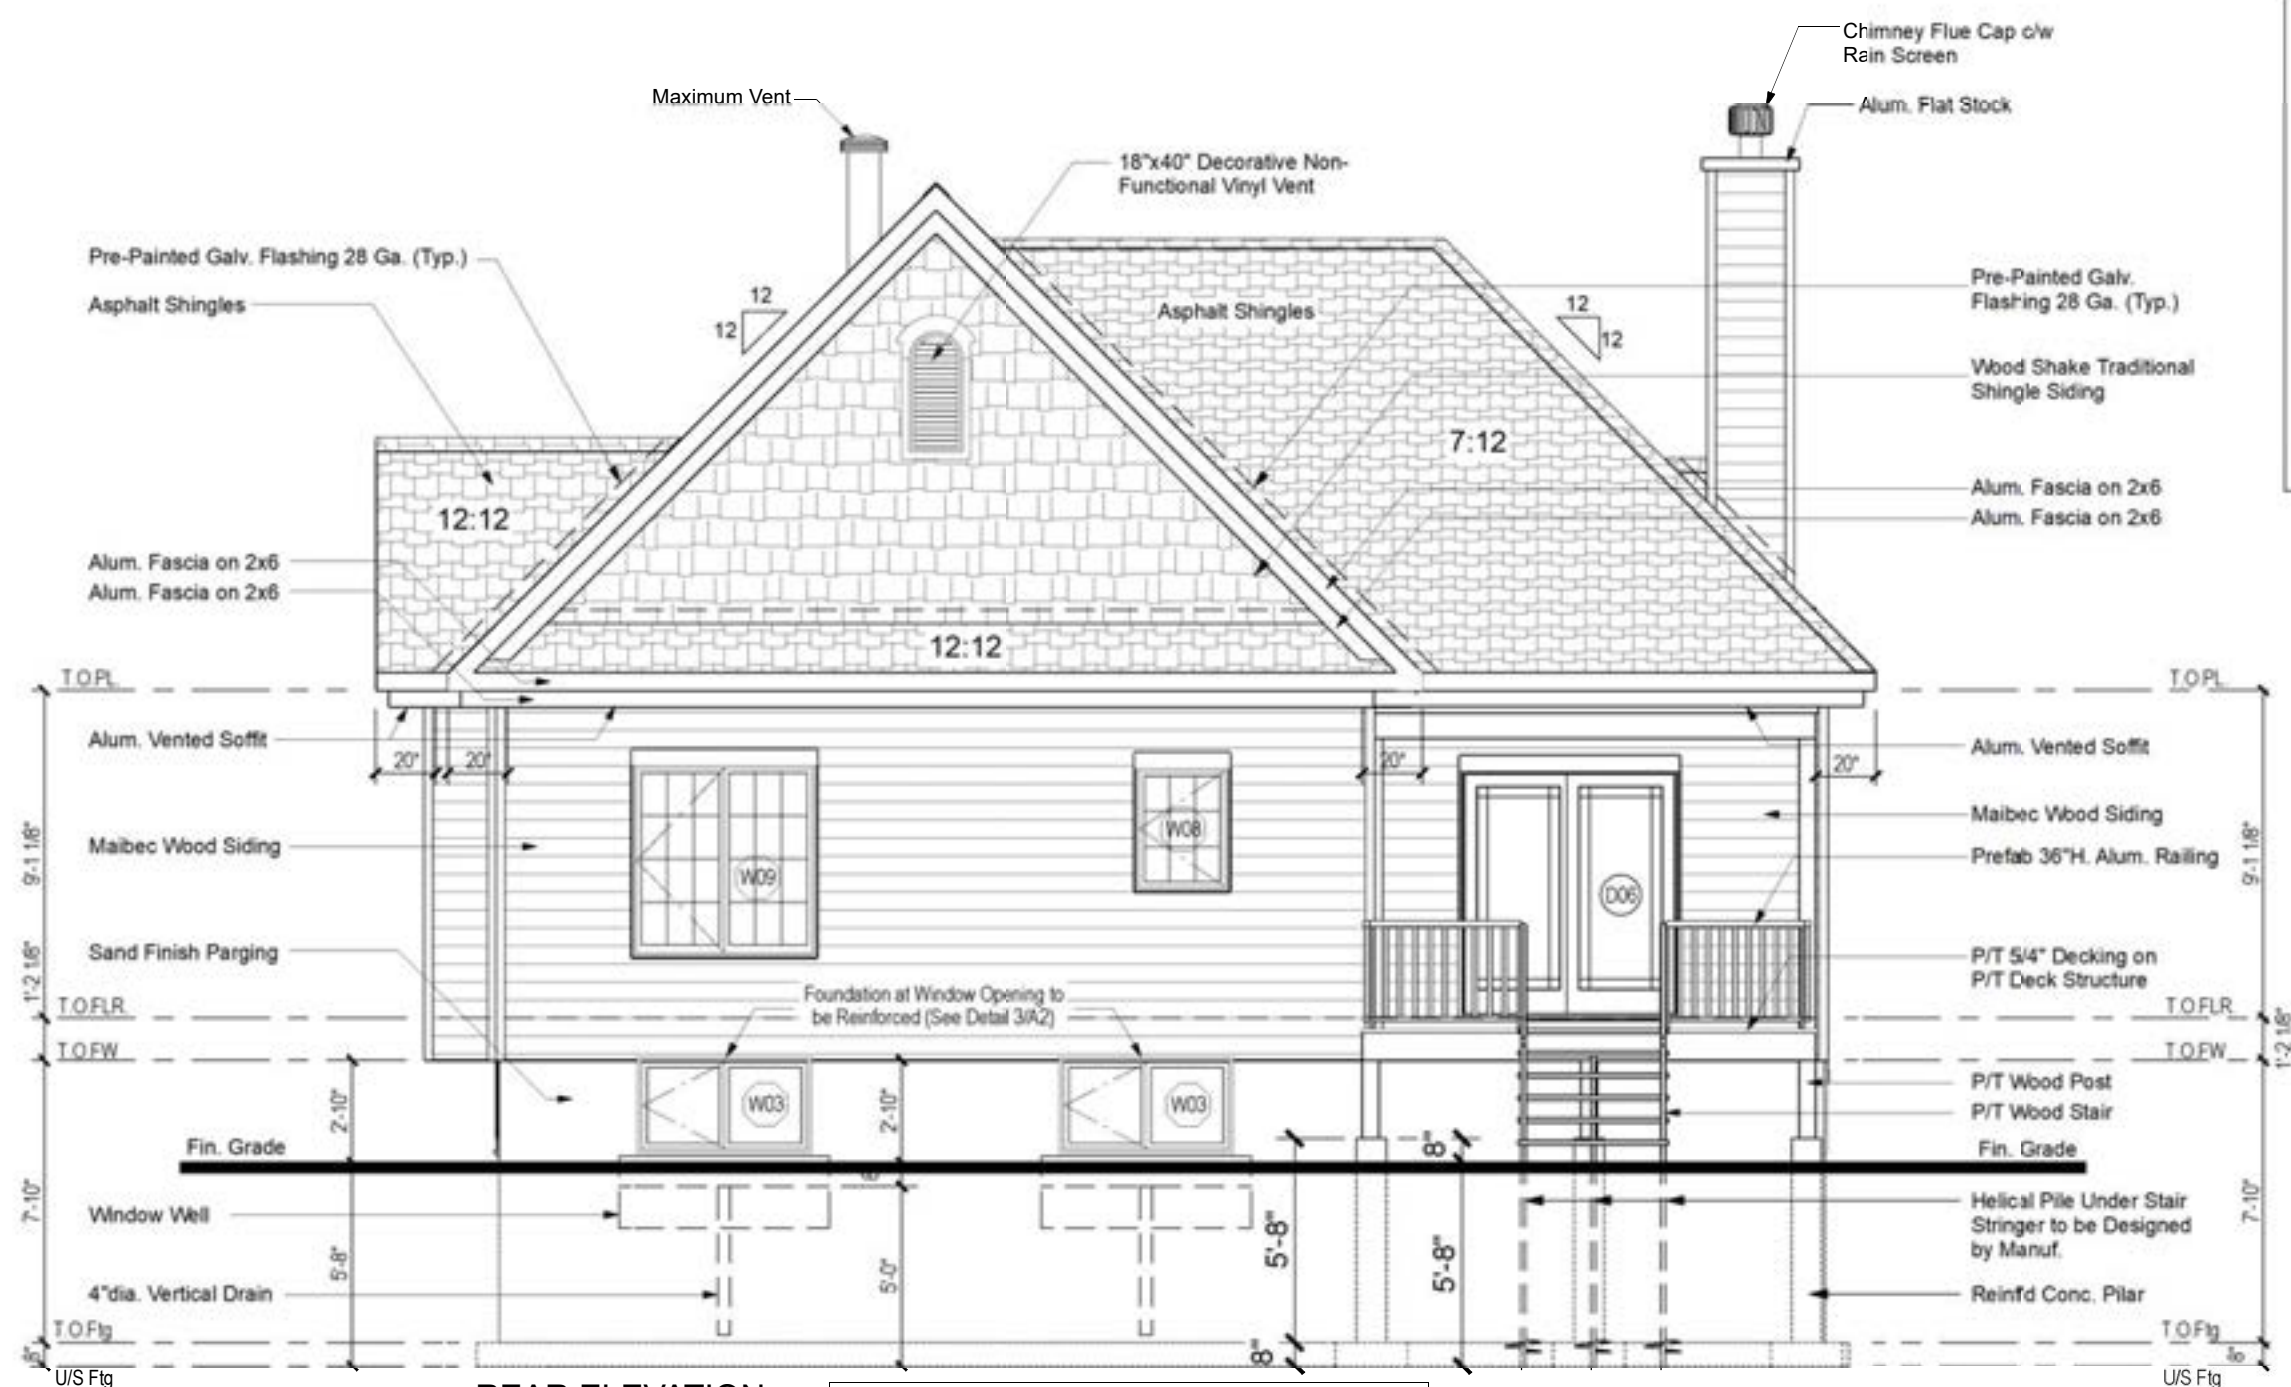 Chimney Flue Cap c/w
Rain Screen
Maximum Vent
Alum. Flat Stock
18"x40" Decorative Non-
Functional Vinyl Vent
Pre-Painted Galv. Flashing 28 Ga. (Typ.)
Asphalt Shingles
12
12
Asphalt Shingles
12
12
Pre-Painted Galv.
Flashing 28 Ga. (Typ.)
Wood Shake Traditional
Shingle Siding
7:12
12:12
Alum. Fascia on 2x6
Alum. Fascia on 2x6
Alum. Fascia on 2x6
Alum. Fascia on 2x6
12:12
T.O.PL.
T.O.PL.
Alum. Vented Soffit
Alum. Vented Soffit
20"
20"
20"
20"
Maibec Wood Siding
Maibec Wood Siding
Prefab 36"H. Alum. Railing
9'-1 1/8"
9'-1 1/8"
W08
W09
D06
Sand Finish Parging
P/T 5/4" Decking on
P/T Deck Structure
Foundation at Window Opening to
be Reinforced (See Detail 3/A2)
1'-2 1/8"
1'-2 1/8"
T.O.FLR.
T.O.FLR.
T.O.FW
T.O.FW
P/T Wood Post
P/T Wood Stair
2'-10"
2'-10"
W03
W03
Fin. Grade
Fin. Grade
8"
Window Well
Helical Pile Under Stair
Stringer to be Designed
by Manuf.
7'-10"
7'-10"
5'-8"
5'-0"
5'-8"
5'-8"
4"dia. Vertical Drain
Reinf'd Conc. Pilar
T.O.Ftg
T.O.Ftg
8"
8"
8"
U/S Ftg
U/S Ftg
REAR ELEVATION